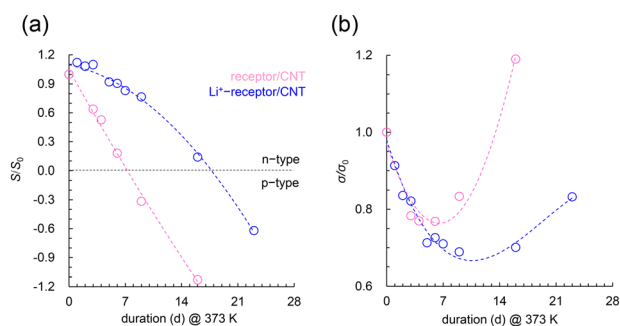 (a)
1.2
0.9
0.6
0.3
0.0
-0.3
-0.6
-0.9
-1.2
S/S₀
receptor/CNT
Li⁺−receptor/CNT
n−type
p−type
0 7 14 21 28
duration (d) @ 373 K
(b)
1.2
1.0
0.8
0.6
σ/σ₀
0 7 14 21 28
duration (d) @ 373 K